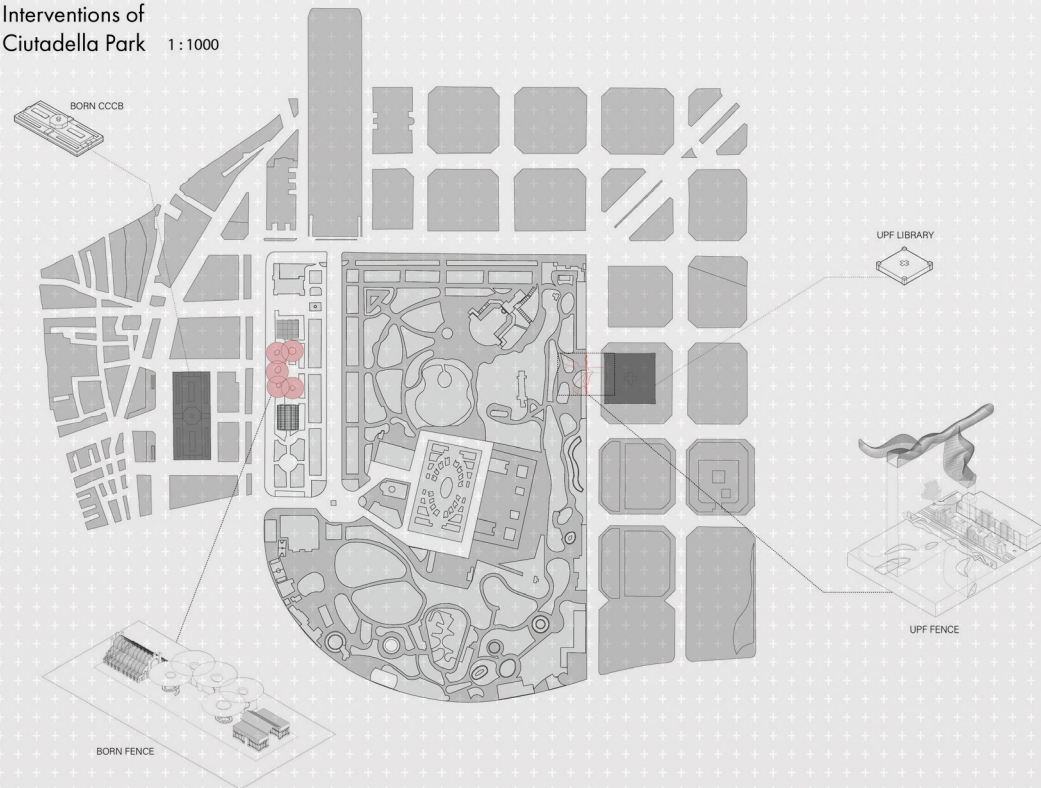 Interventions of
Ciutadella Park 1:1000
BORN CCCB
UPF LIBRARY
UPF FENCE
BORN FENCE